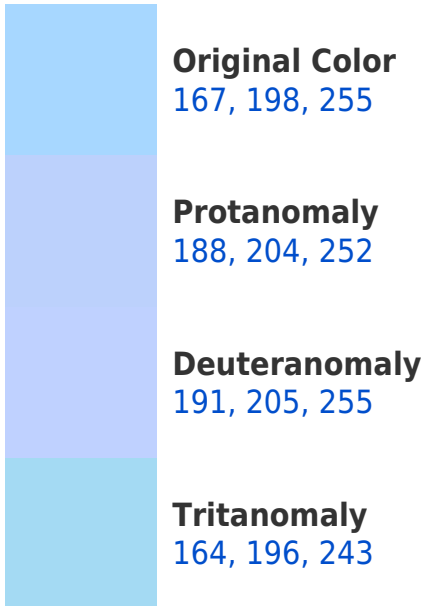 Original Color
167, 198, 255
Protanomaly
188, 204, 252
Deuteranomaly
191, 205, 255
Tritanomaly
164, 196, 243